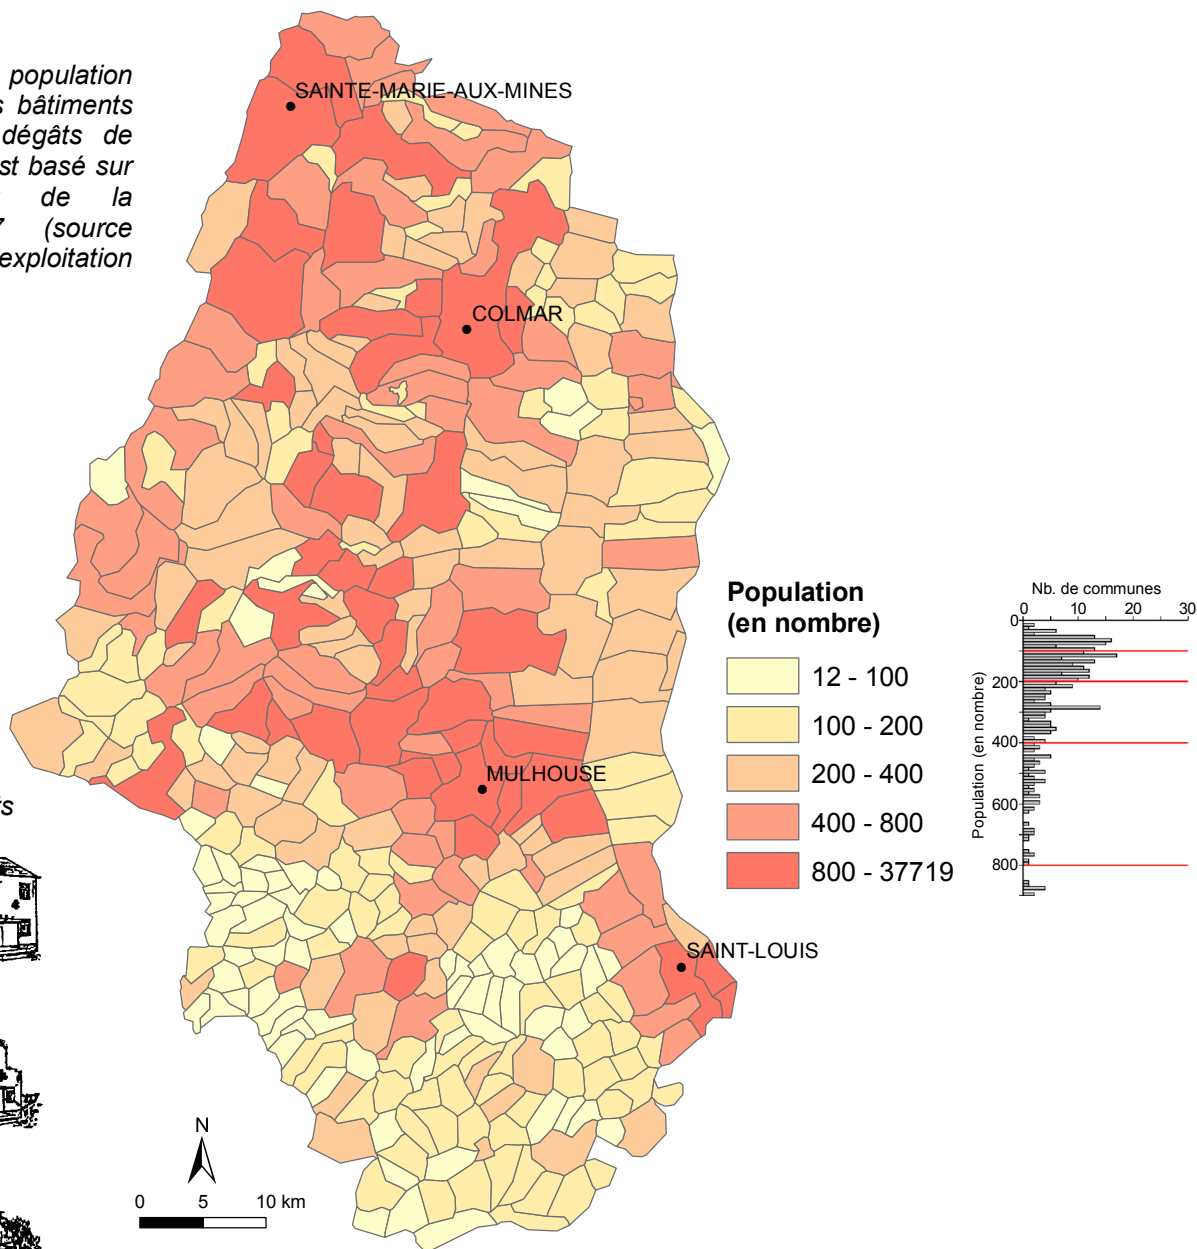 population
bâtiments
dégâts de
est basé sur
de la
(source
exploitation
SAINTE-MARIE-AUX-MINES
COLMAR
MULHOUSE
SAINT-LOUIS
Population
(en nombre)
12 - 100
100 - 200
200 - 400
400 - 800
800 - 37719
Nb. de communes
0 10 20 30
0
200
400
600
800
Population (en nombre)
N
0 5 10 km